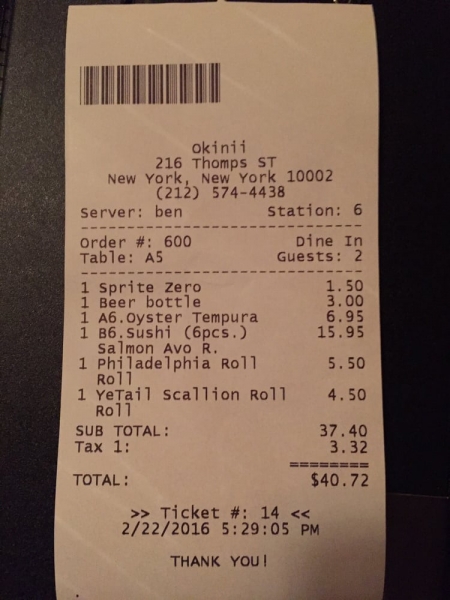 Okinii
216 Thomps ST
New York, New York 10002
(212) 574-4438
Server: ben Station: 6
Order #: 600 Dine In
Table: A5 Guests: 2
1 Sprite Zero 1.50
1 Beer bottle 3.00
1 A6.Oyster Tempura 6.95
1 B6.Sushi (6pcs.) 15.95
Salmon Avo R.
1 Philadelphia Roll 5.50
Roll
1 YeTail Scallion Roll 4.50
Roll
SUB TOTAL: 37.40
Tax 1: 3.32
========
TOTAL: $40.72
>> Ticket #: 14 <<
2/22/2016 5:29:05 PM
THANK YOU!